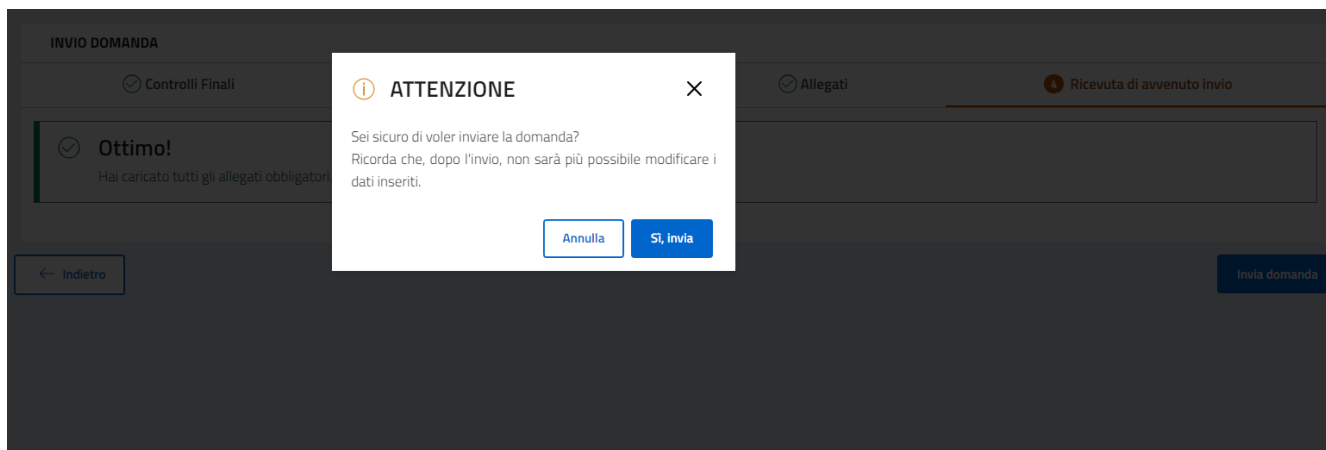 INVIO DOMANDA
Controlli Finali
Allegati
4 Ricevuta di avvenuto invio
Ottimo!
Hai caricato tutti gli allegati obbligatori.
ATTENZIONE
Sei sicuro di voler inviare la domanda?
Ricorda che, dopo l'invio, non sarà più possibile modificare i
dati inseriti.
Annulla
Sì, invia
Indietro
Invia domanda